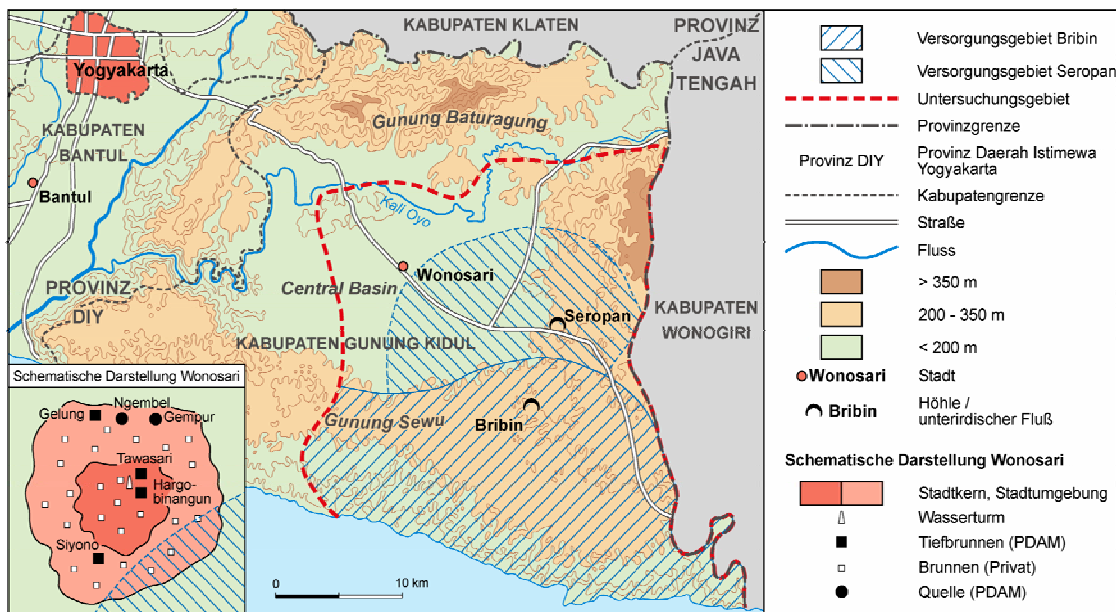 KABUPATEN KLATEN
PROVINZ
JAVA
TENGAH
Yogyakarta
Gunung Baturagung
KABUPATEN
BANTUL
Bantul
Kali Oyo
Wonosari
Central Basin
PROVINZ
DIY
Seropan
KABUPATEN
WONOGIRI
KABUPATEN GUNUNG KIDUL
Gunung Sewu
Bribin
0
10 km
Schematische Darstellung Wonosari
Ngembel
Gelung
Gempur
Tawasari
Hargo-
binangun
Siyono
Versorgungsgebiet Bribin
Versorgungsgebiet Seropan
Untersuchungsgebiet
Provinzgrenze
Provinz DIY
Provinz Daerah Istimewa
Yogyakarta
Kabupatengrenze
Straße
Fluss
> 350 m
200 - 350 m
< 200 m
Wonosari
Stadt
Bribin
Höhle /
unterirdischer Fluß
Schematische Darstellung Wonosari
Stadtkern, Stadtumgebung
Wasserturm
Tiefbrunnen (PDAM)
Brunnen (Privat)
Quelle (PDAM)